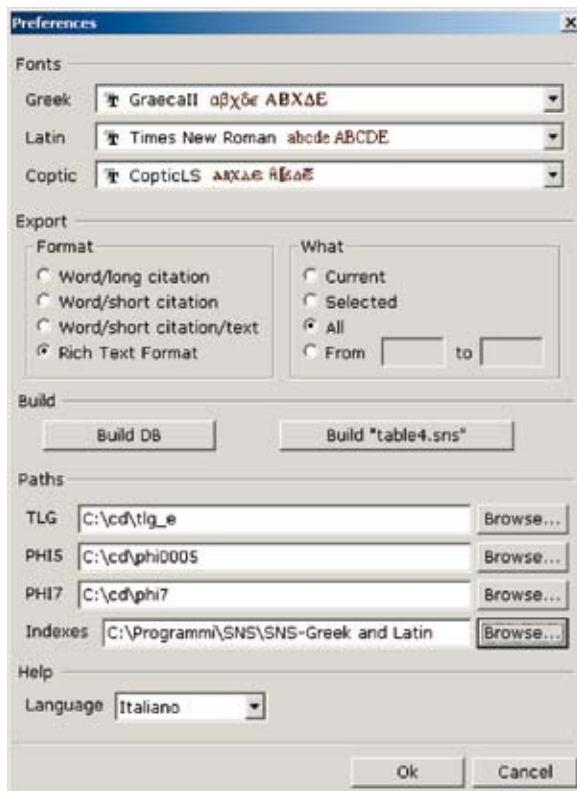 Preferences
Fonts
Greek GraecaII αβχδε ΑΒΧΔΕ
Latin Times New Roman abcde ABCDE
Coptic CopticLS
Export
Format What
Word/long citation Current
Word/short citation Selected
Word/short citation/text All
Rich Text Format From to
Build
Build DB Build "table4.sns"
Paths
TLG C:\cd\tlg_e Browse...
PHI5 C:\cd\phi0005 Browse...
PHI7 C:\cd\phi7 Browse...
Indexes C:\Programmi\SNS\SNS-Greek and Latin Browse...
Help
Language Italiano
Ok Cancel